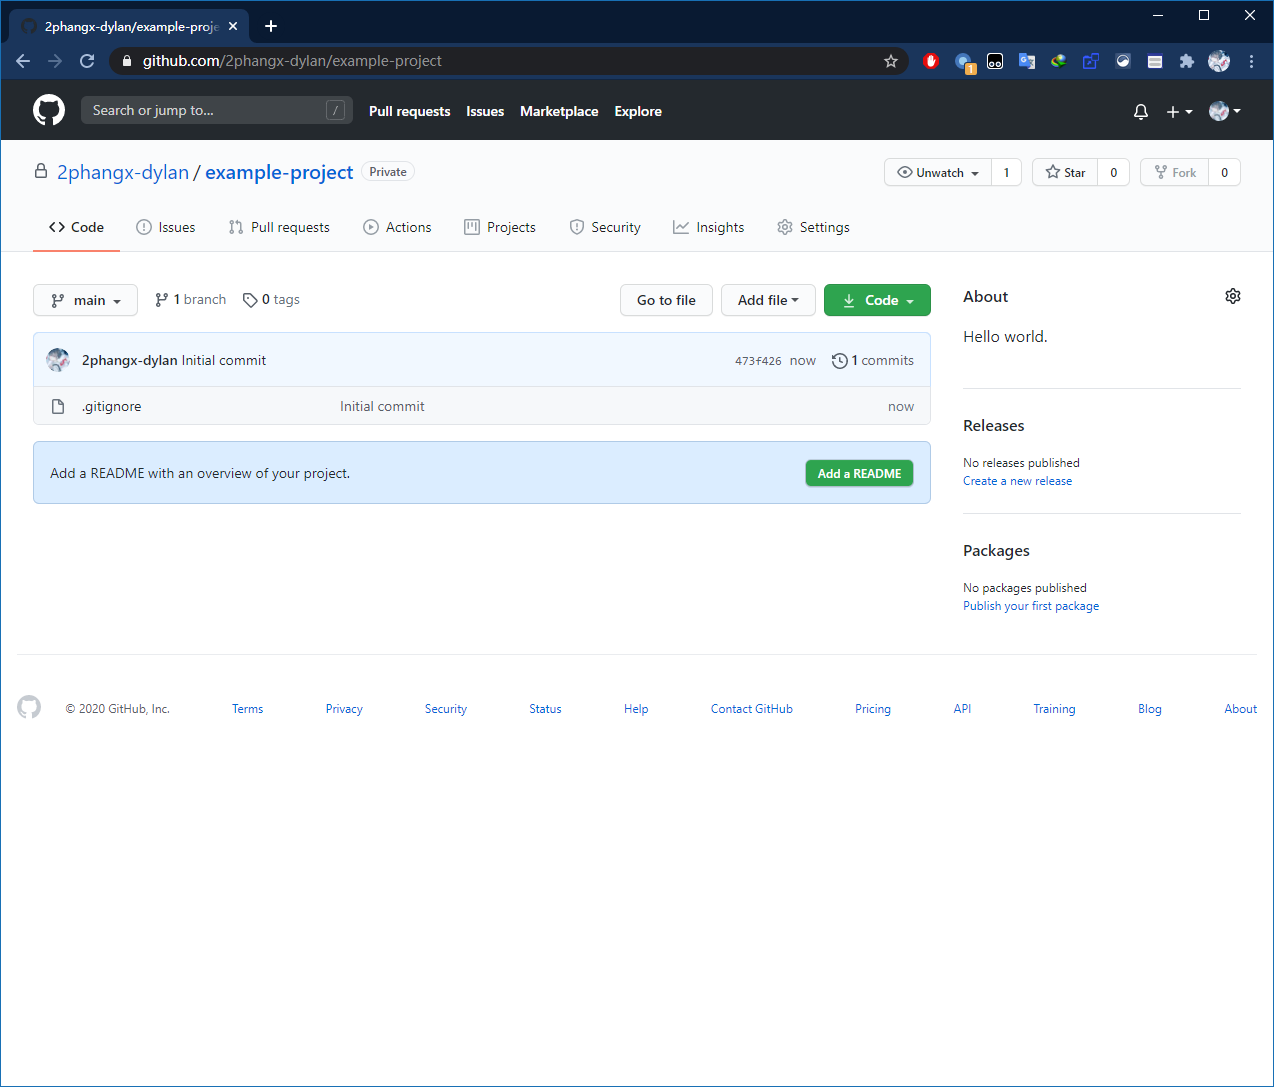 2phangx-dylan/example-proje
github.com/2phangx-dylan/example-project
1
Search or jump to... /
Pull requests Issues Marketplace Explore
2phangx-dylan / example-project Private
Unwatch 1 Star 0 Fork 0
Code Issues Pull requests Actions Projects Security Insights Settings
main 1 branch 0 tags Go to file Add file Code
2phangx-dylan Initial commit 473f426 now 1 commits
.gitignore Initial commit now
Add a README with an overview of your project. Add a README
About
Hello world.
Releases
No releases published
Create a new release
Packages
No packages published
Publish your first package
© 2020 GitHub, Inc. Terms Privacy Security Status Help Contact GitHub Pricing API Training Blog About